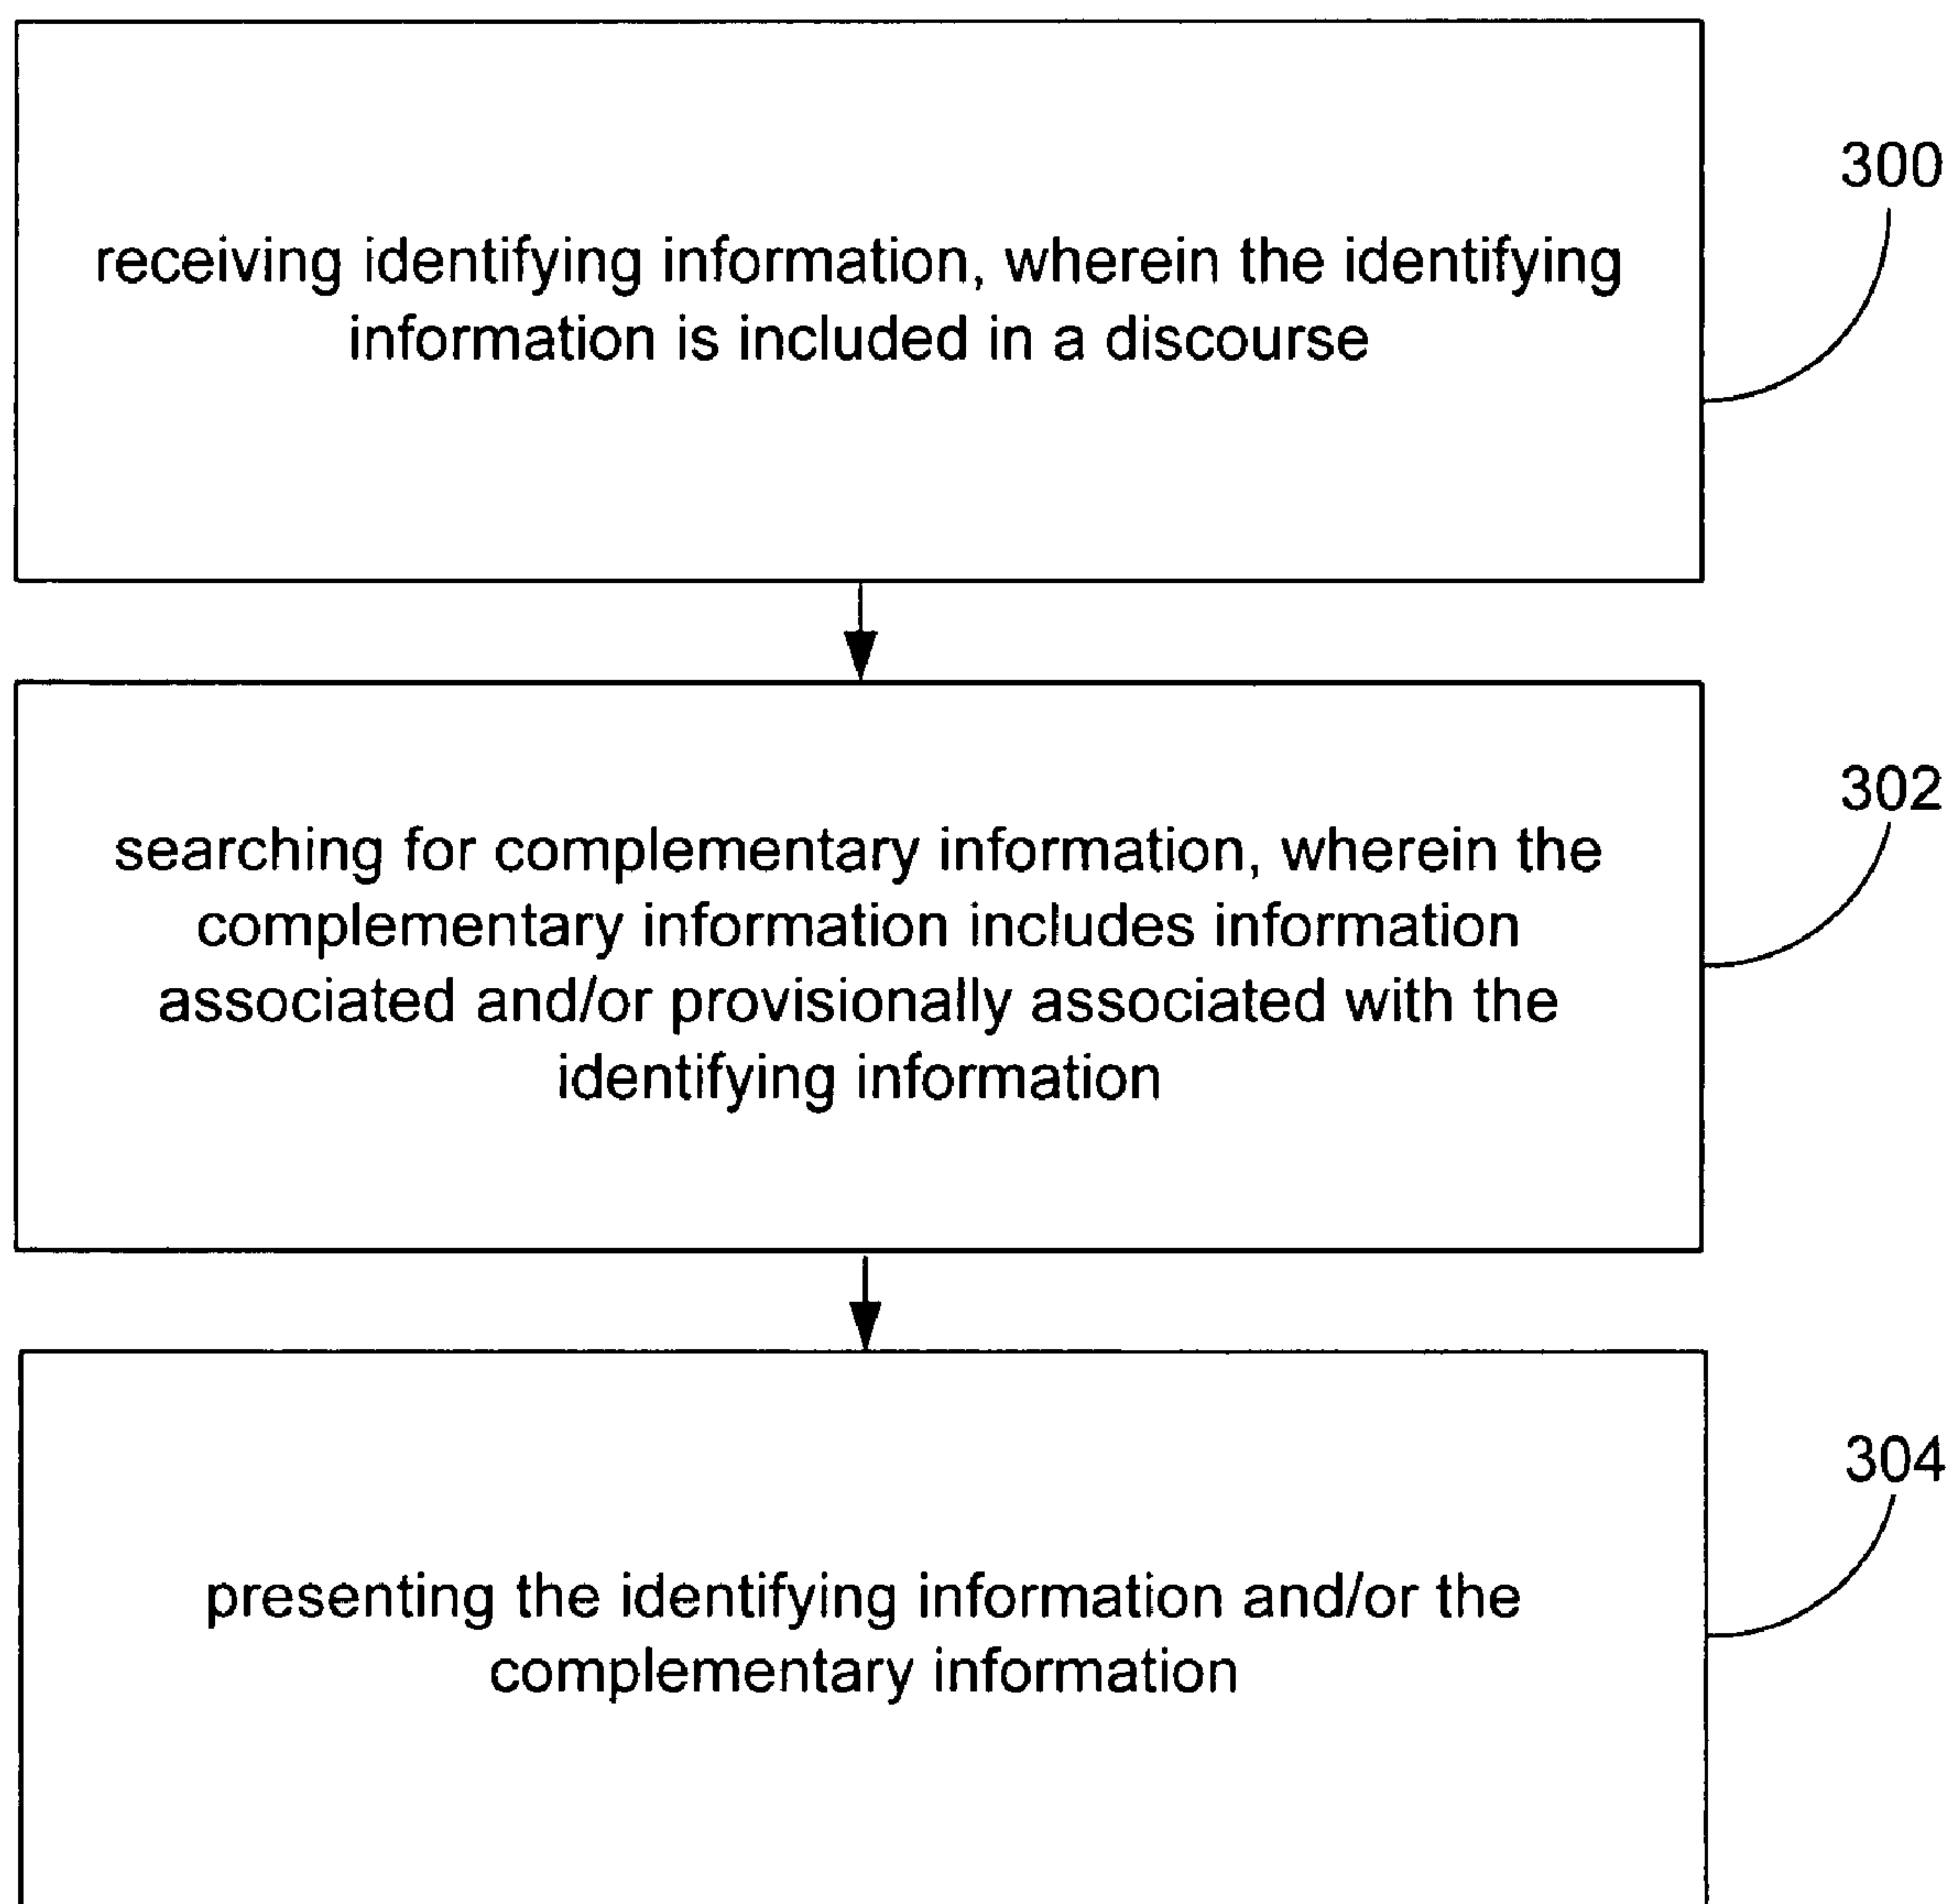 300
receiving identifying information, wherein the identifying
information is included in a discourse
302
searching for complementary information, wherein the
complementary information includes information
associated and/or provisionally associated with the
identifying information
304
presenting the identifying information and/or the
complementary information